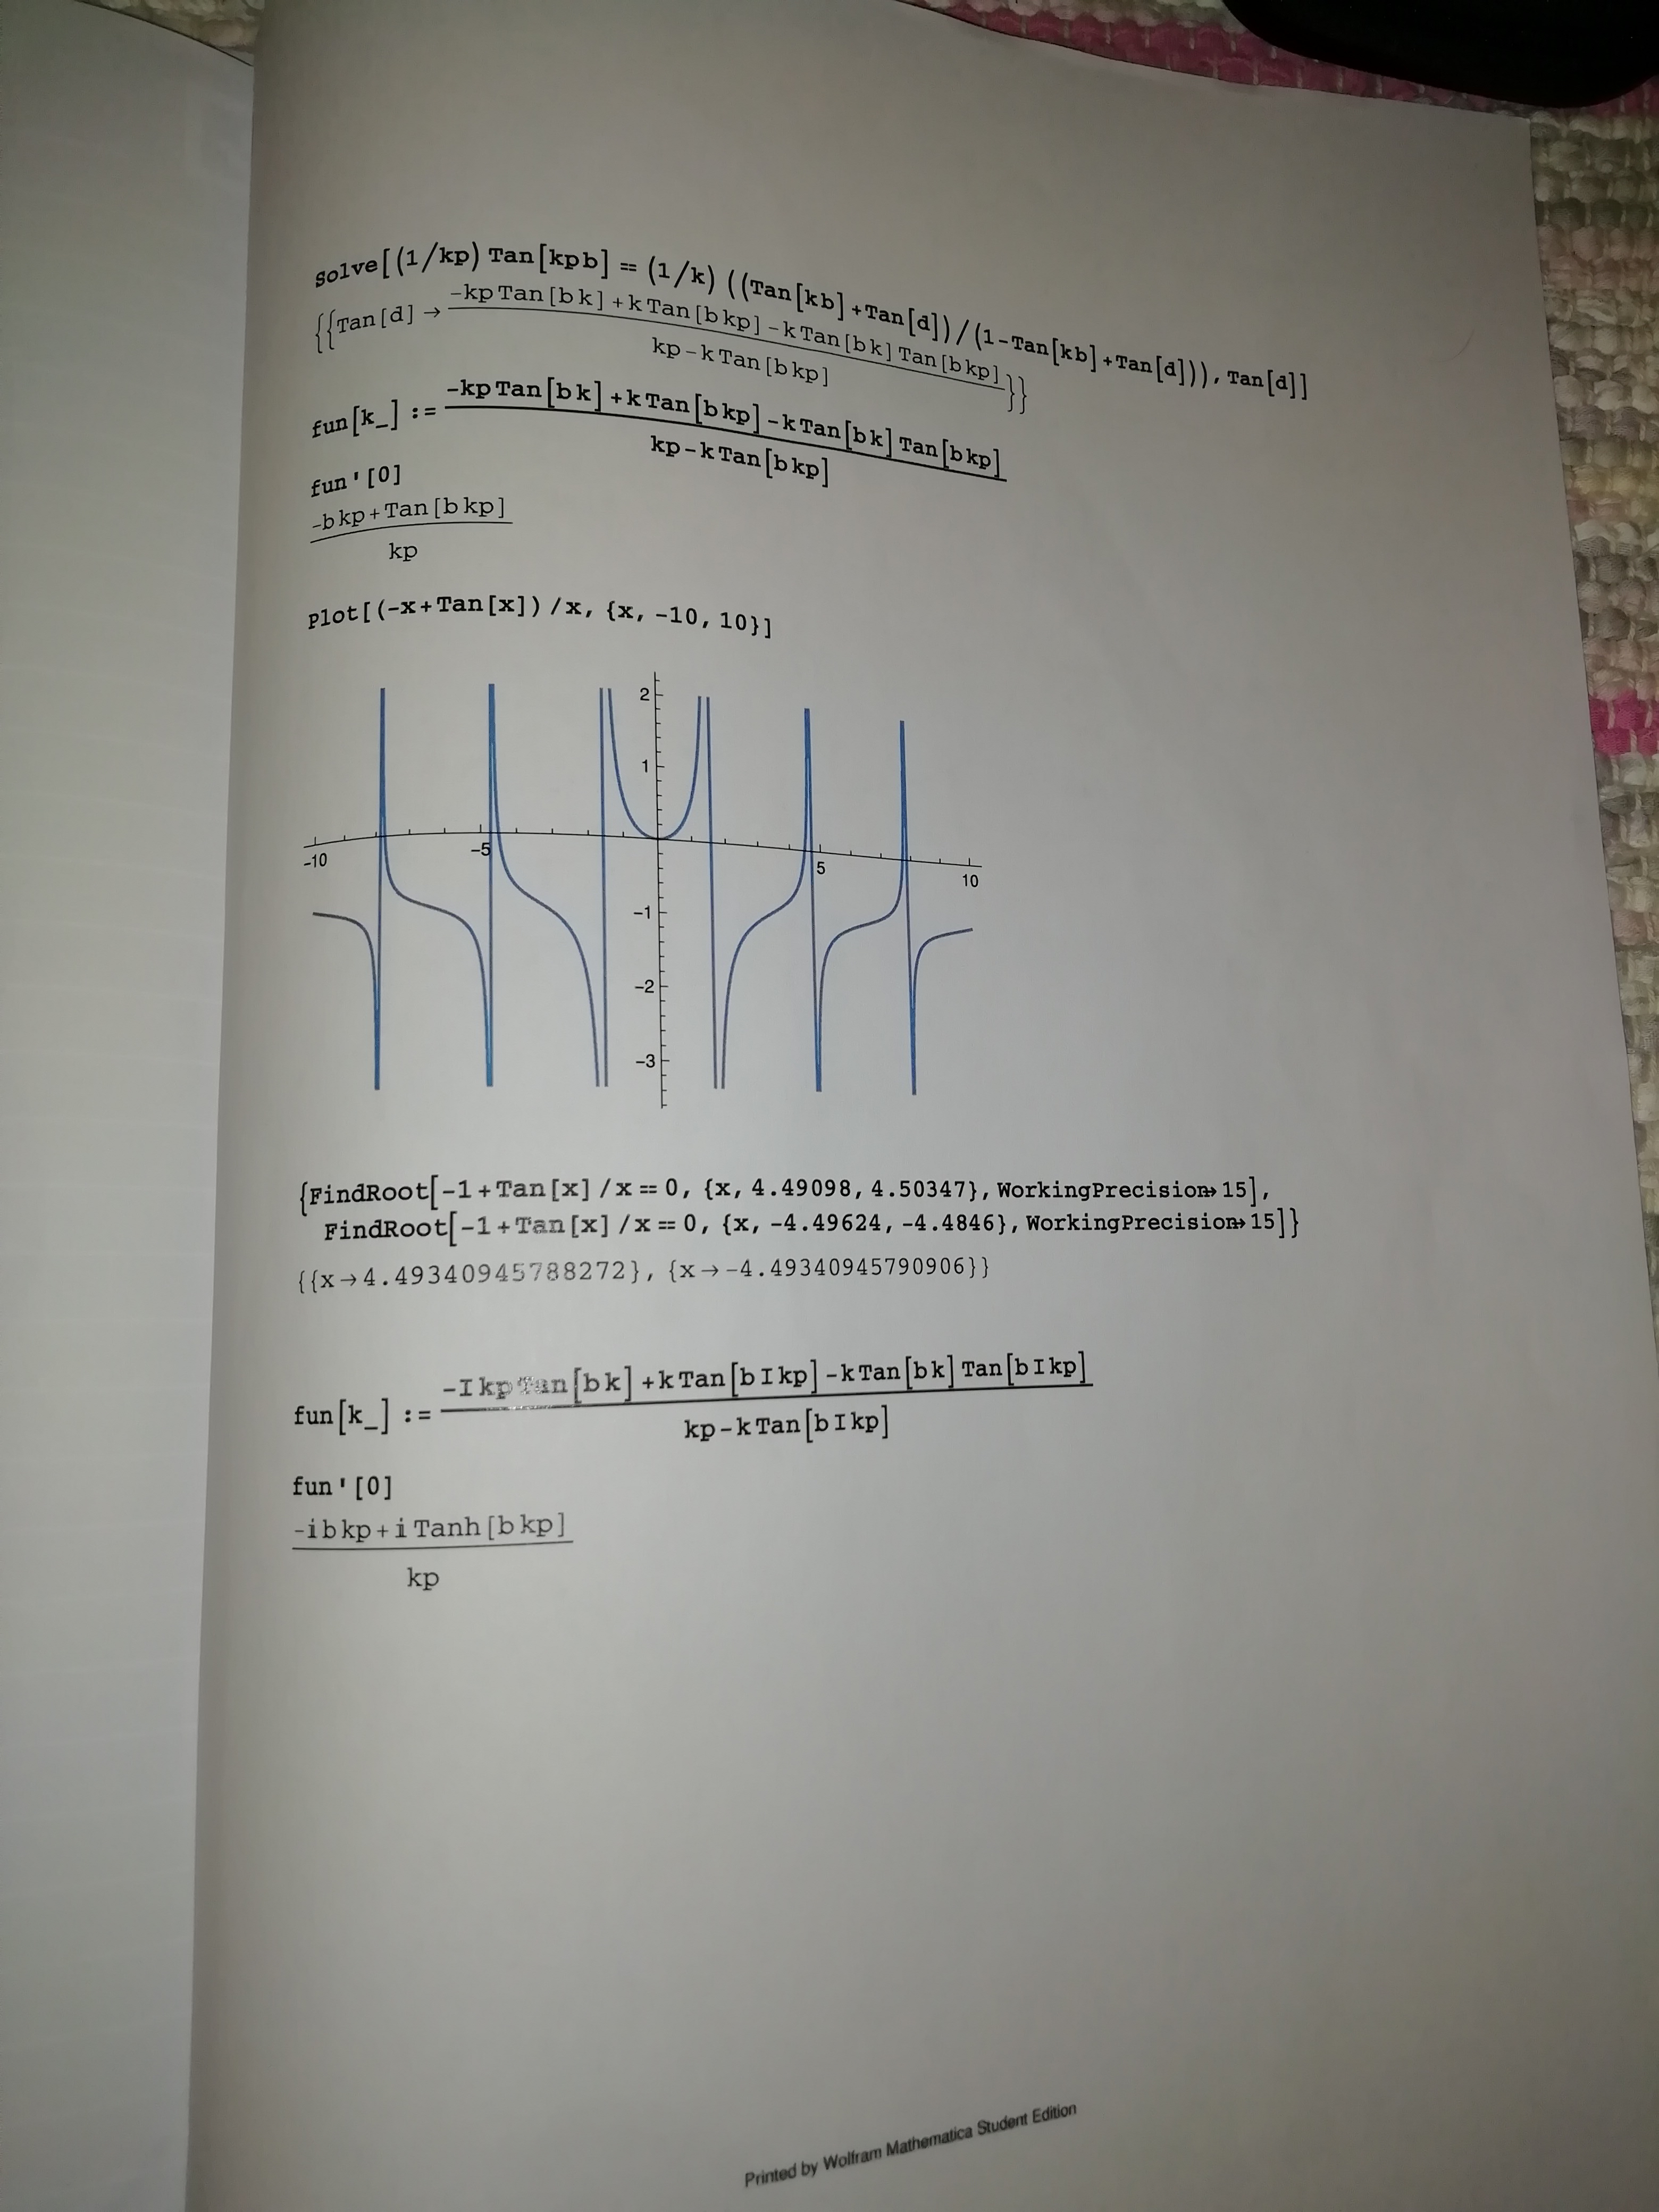 Solve[(1/kp) Tan[kp b] == (1/k) ((Tan[k b] + Tan[d]) / (1 - Tan[k b] + Tan[d])), Tan[d]]
{{Tan[d] → (-kp Tan[b k] + k Tan[b kp] - k Tan[b k] Tan[b kp]) / (kp - k Tan[b kp])}}
fun[k_] := (-kp Tan[b k] + k Tan[b kp] - k Tan[b k] Tan[b kp]) / (kp - k Tan[b kp])
fun'[0]
(-b kp + Tan[b kp]) / kp
Plot[(-x + Tan[x]) / x, {x, -10, 10}]
2
1
-10
-5
5
10
-1
-2
-3
{FindRoot[-1 + Tan[x] / x == 0, {x, 4.49098, 4.50347}, WorkingPrecision → 15],
FindRoot[-1 + Tan[x] / x == 0, {x, -4.49624, -4.4846}, WorkingPrecision → 15]}
{{x → 4.49340945788272}, {x → -4.49340945790906}}
fun[k_] := (-I kp Tan[b k] + k Tan[b I kp] - k Tan[b k] Tan[b I kp]) / (kp - k Tan[b I kp])
fun'[0]
(-i b kp + i Tanh[b kp]) / kp
Printed by Wolfram Mathematica Student Edition